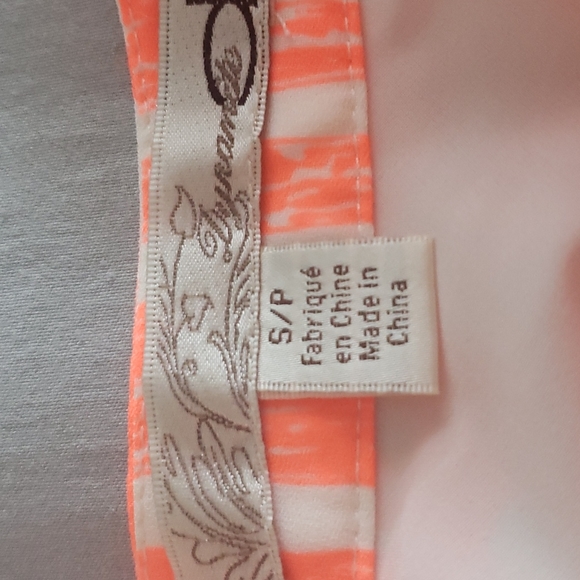 Dynamite
S/P
Fabriqué
en Chine
Made in
China